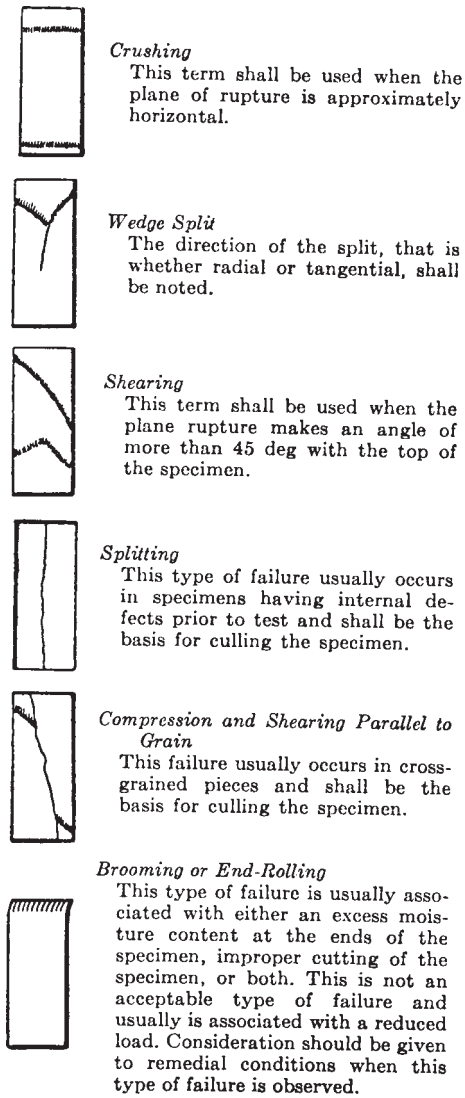 Crushing
This term shall be used when the
plane of rupture is approximately
horizontal.
Wedge Split
The direction of the split, that is
whether radial or tangential, shall
be noted.
Shearing
This term shall be used when the
plane rupture makes an angle of
more than 45 deg with the top of
the specimen.
Splitting
This type of failure usually occurs
in specimens having internal de-
fects prior to test and shall be the
basis for culling the specimen.
Compression and Shearing Parallel to
Grain
This failure usually occurs in cross-
grained pieces and shall be the
basis for culling the specimen.
Brooming or End-Rolling
This type of failure is usually asso-
ciated with either an excess mois-
ture content at the ends of the
specimen, improper cutting of the
specimen, or both. This is not an
acceptable type of failure and
usually is associated with a reduced
load. Consideration should be given
to remedial conditions when this
type of failure is observed.